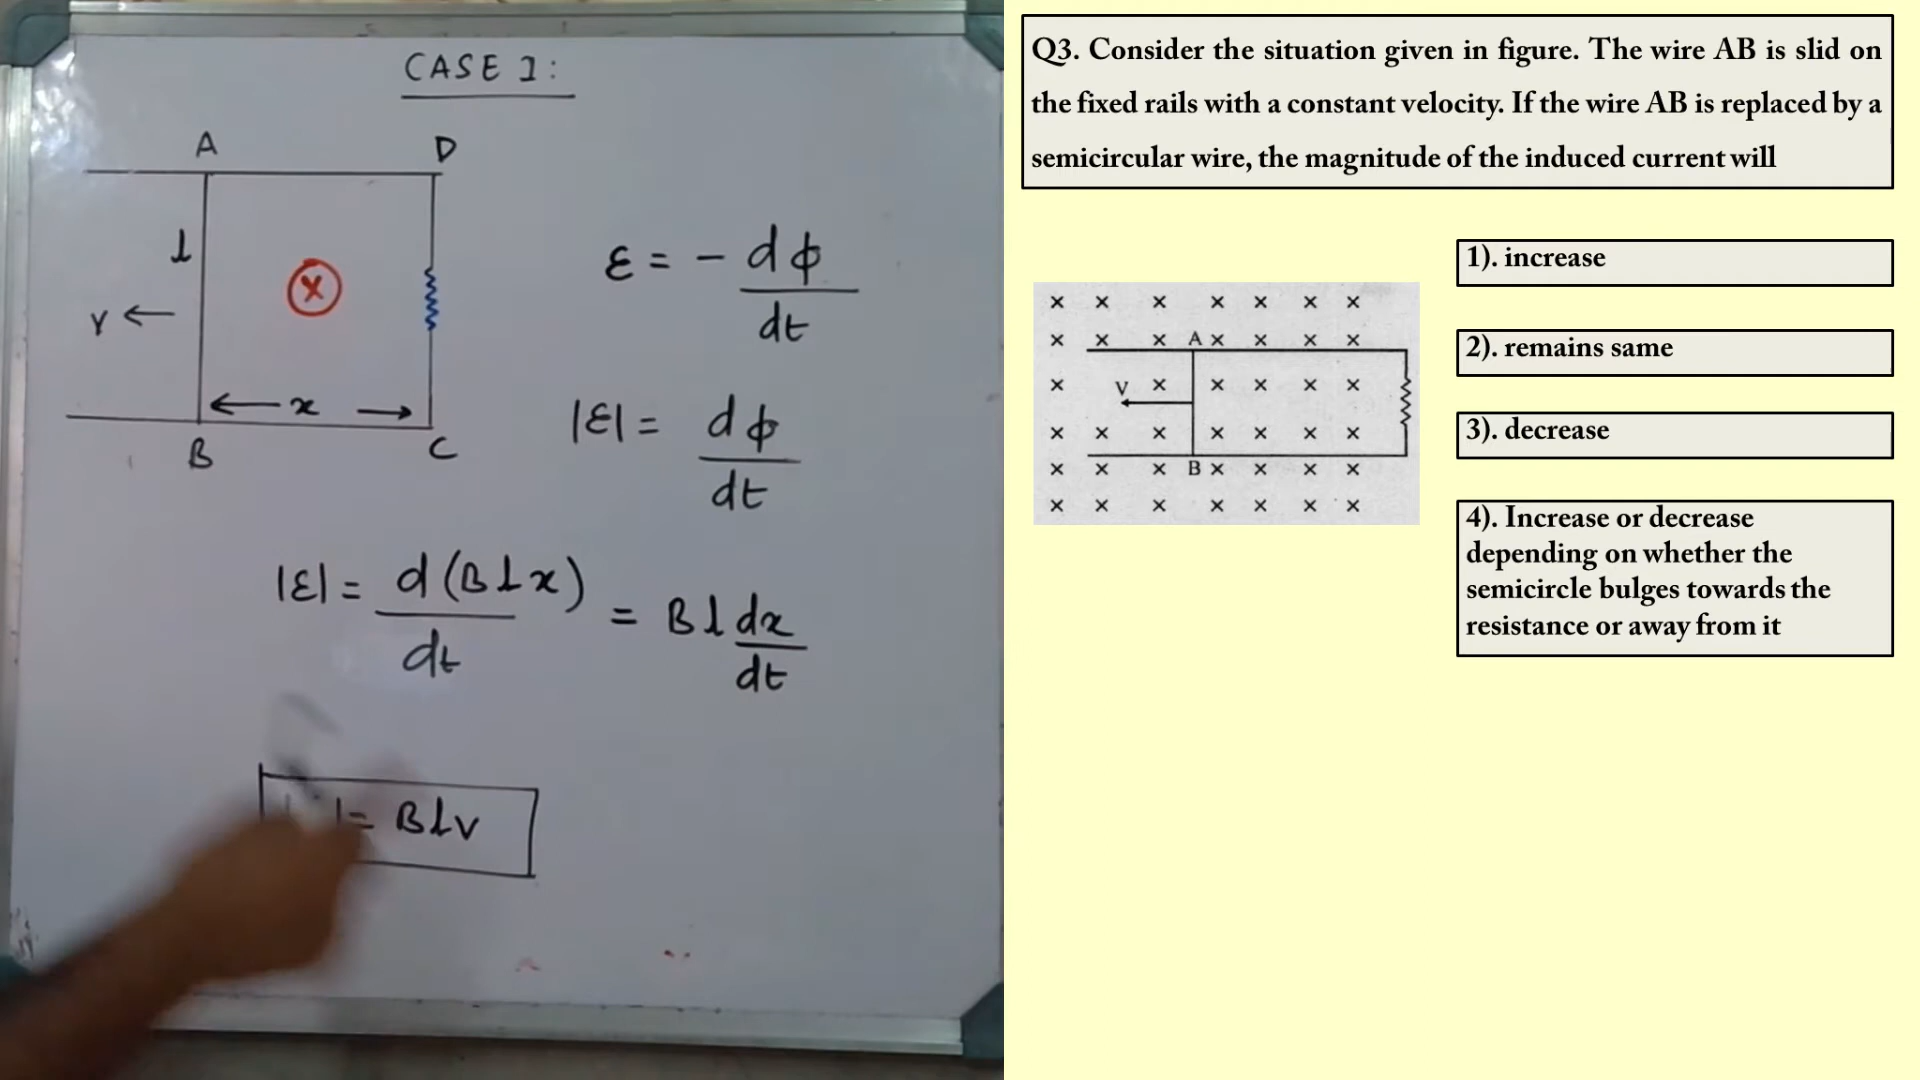 CASE 1:
A
D
l
x
v ←
← x →
B
C
ε = - dϕ
dt
|ε| = dϕ
dt
|ε| = d(Blx)
dt
= Bl dx
dt
= Blv
Q3. Consider the situation given in figure. The wire AB is slid on
the fixed rails with a constant velocity. If the wire AB is replaced by a
semicircular wire, the magnitude of the induced current will
× × × × × × ×
× × × A × × × ×
× V × × × × ×
× × × × × × ×
× × × B × × × ×
× × × × × × ×
1). increase
2). remains same
3). decrease
4). Increase or decrease
depending on whether the
semicircle bulges towards the
resistance or away from it